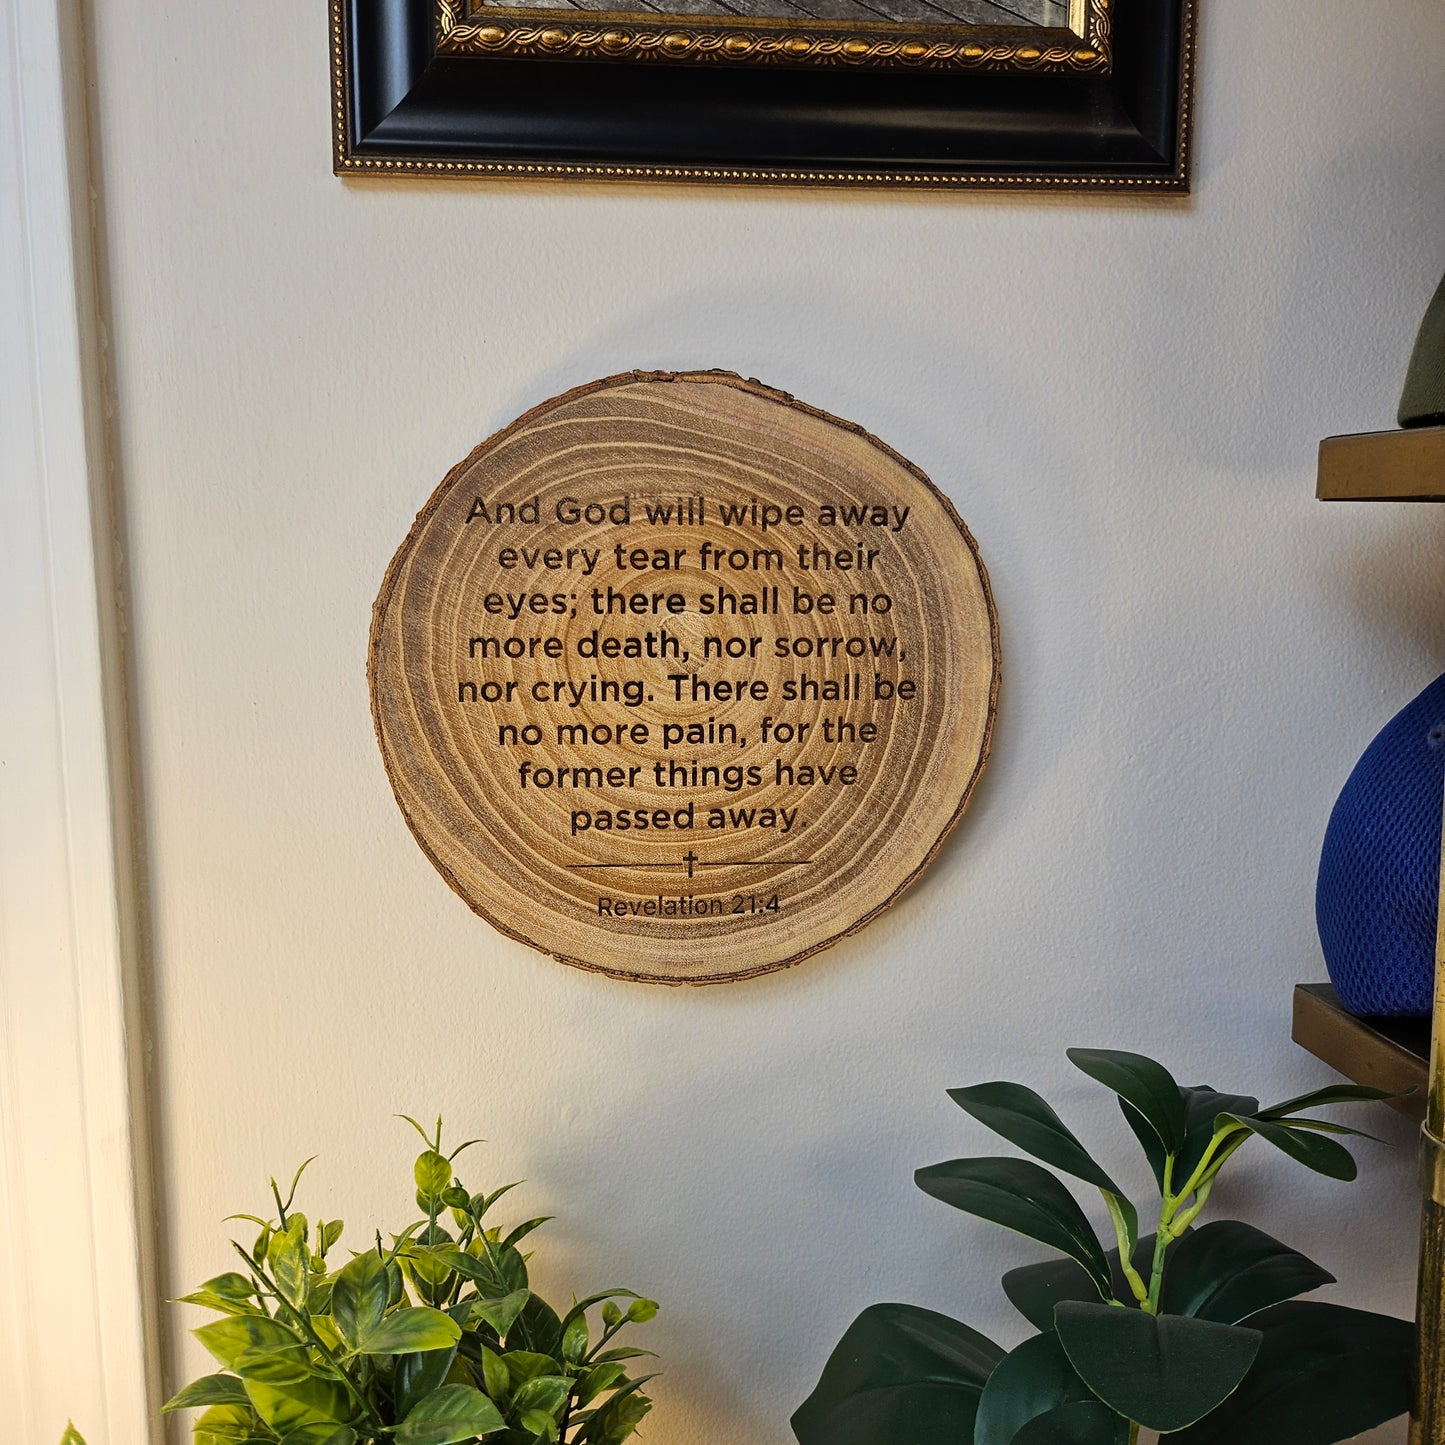 And God will wipe away
every tear from their
eyes; there shall be no
more death, nor sorrow,
nor crying. There shall be
no more pain, for the
former things have
passed away.
Revelation 21:4